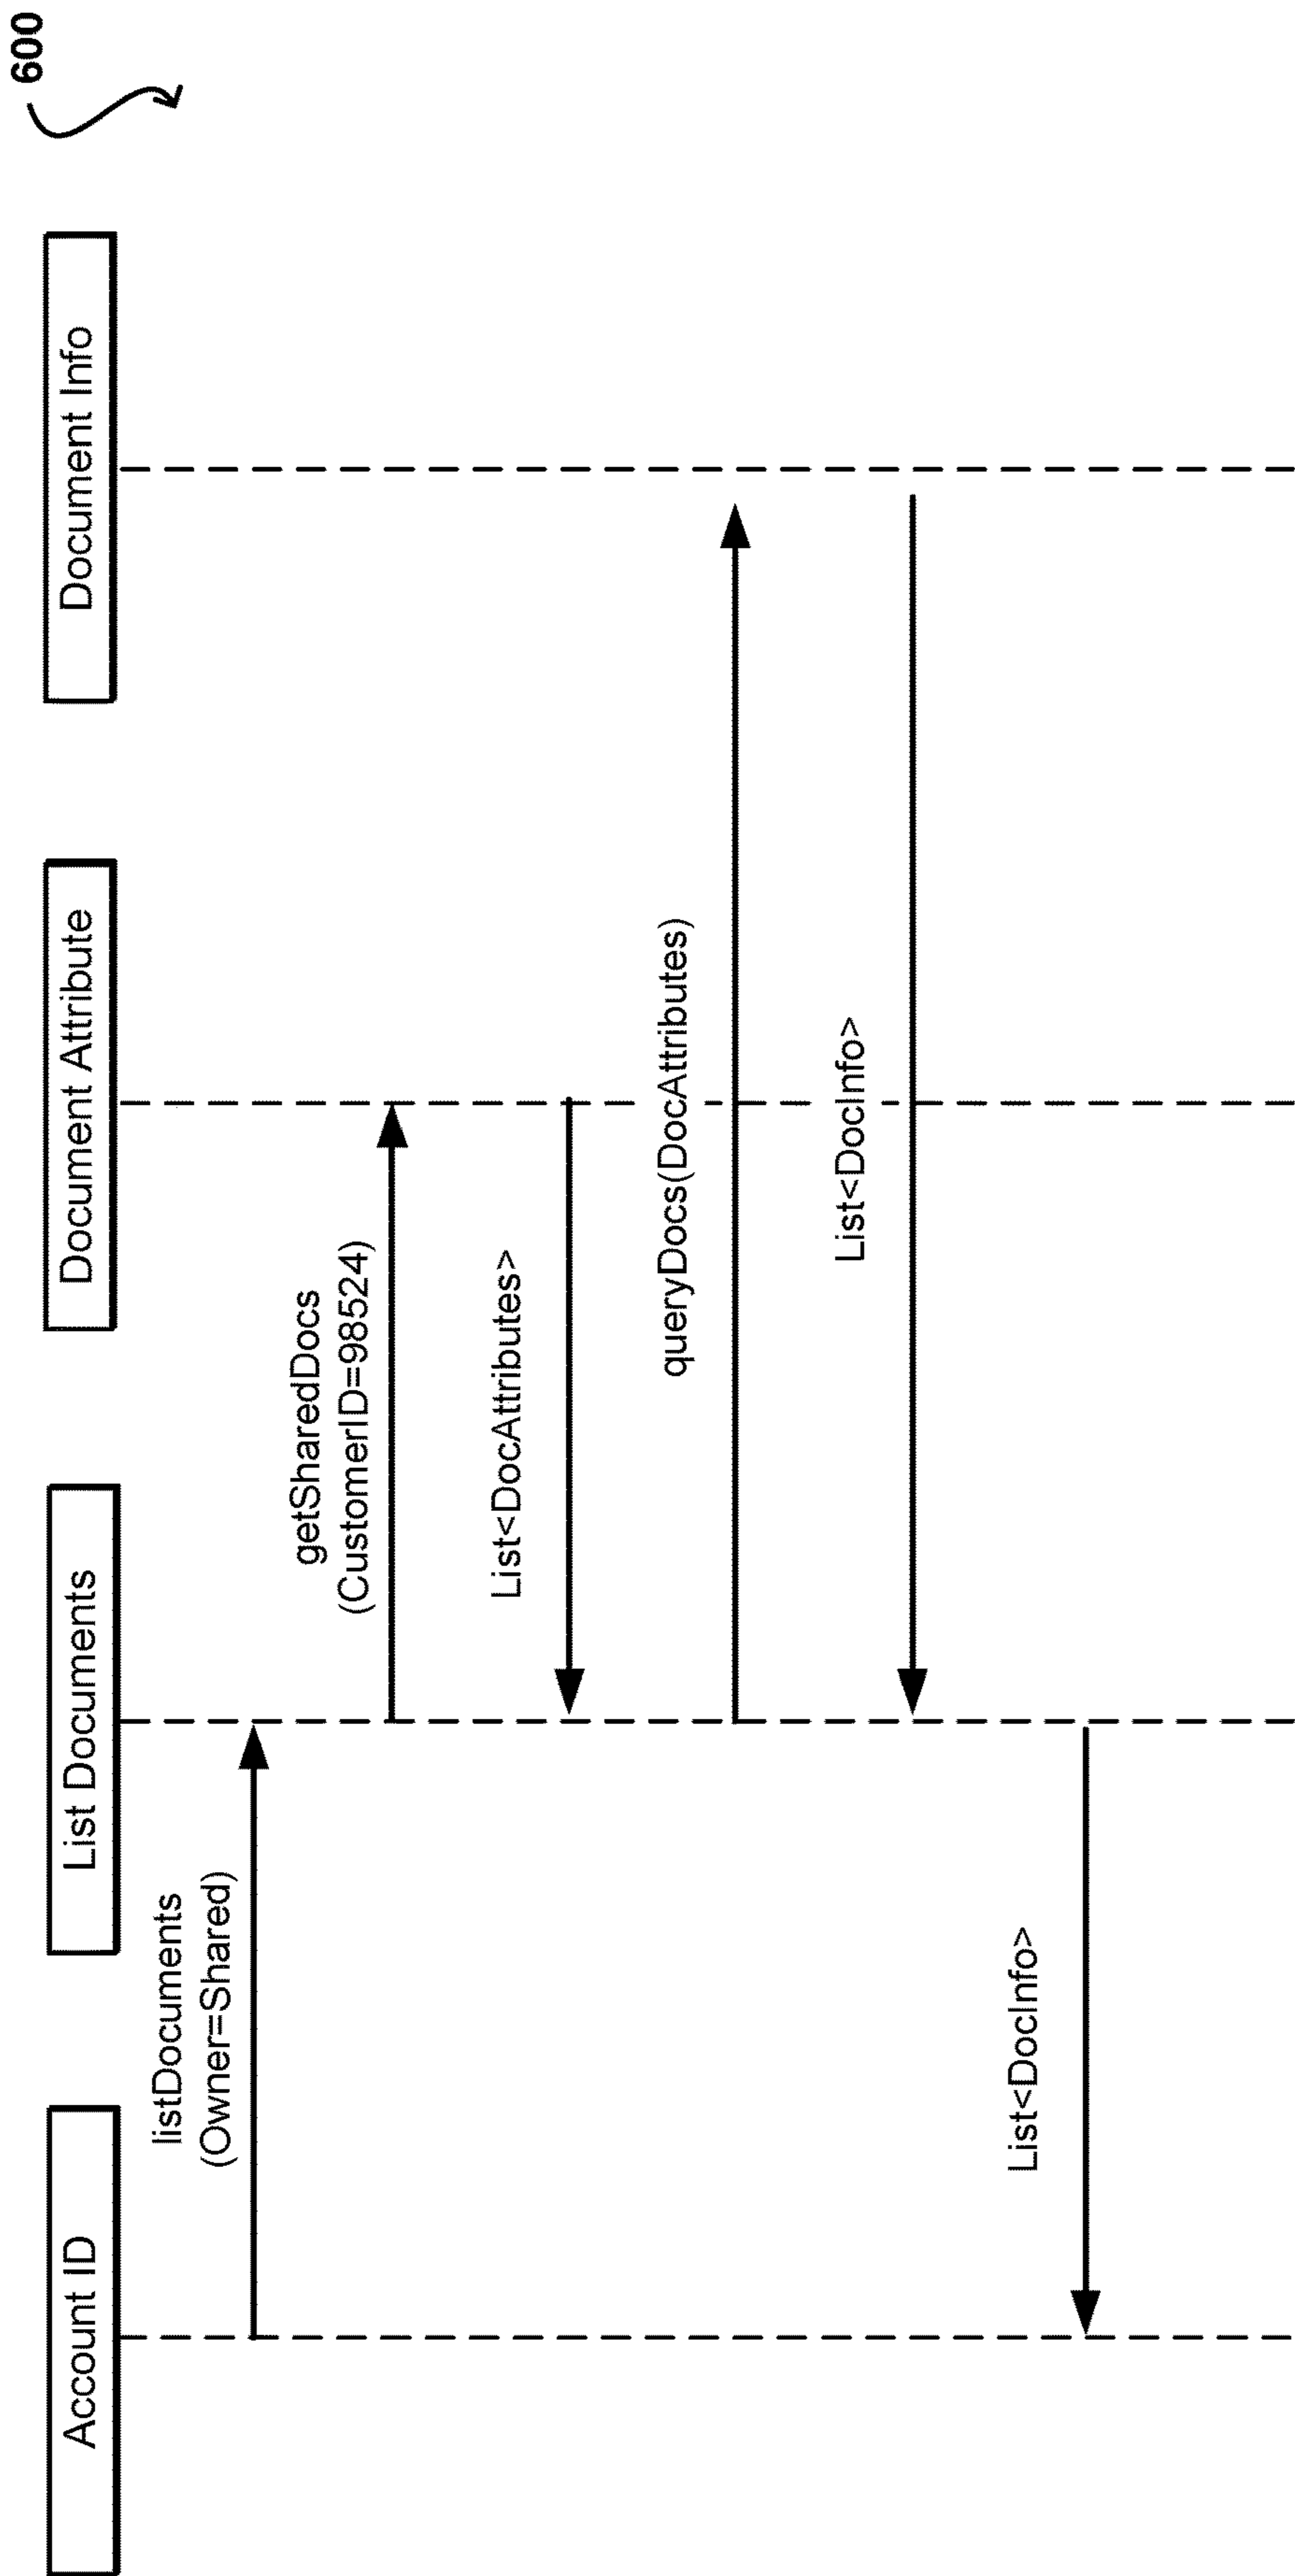 600
Account ID
List Documents
Document Attribute
Document Info
listDocuments
(Owner=Shared)
getSharedDocs
(CustomerID=98524)
List<DocAttributes>
queryDocs(DocAttributes)
List<DocInfo>
List<DocInfo>